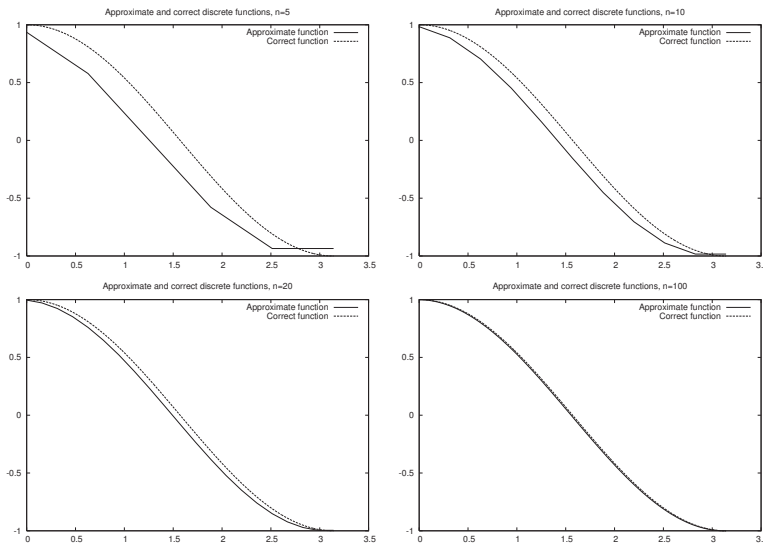 Approximate and correct discrete functions, n=5
Approximate function
Correct function
1
0.5
0
-0.5
-1
0 0.5 1 1.5 2 2.5 3 3.5
Approximate and correct discrete functions, n=10
Approximate function
Correct function
1
0.5
0
-0.5
-1
0 0.5 1 1.5 2 2.5 3 3.
Approximate and correct discrete functions, n=20
Approximate function
Correct function
1
0.5
0
-0.5
-1
0 0.5 1 1.5 2 2.5 3 3.5
Approximate and correct discrete functions, n=100
Approximate function
Correct function
1
0.5
0
-0.5
-1
0 0.5 1 1.5 2 2.5 3 3.